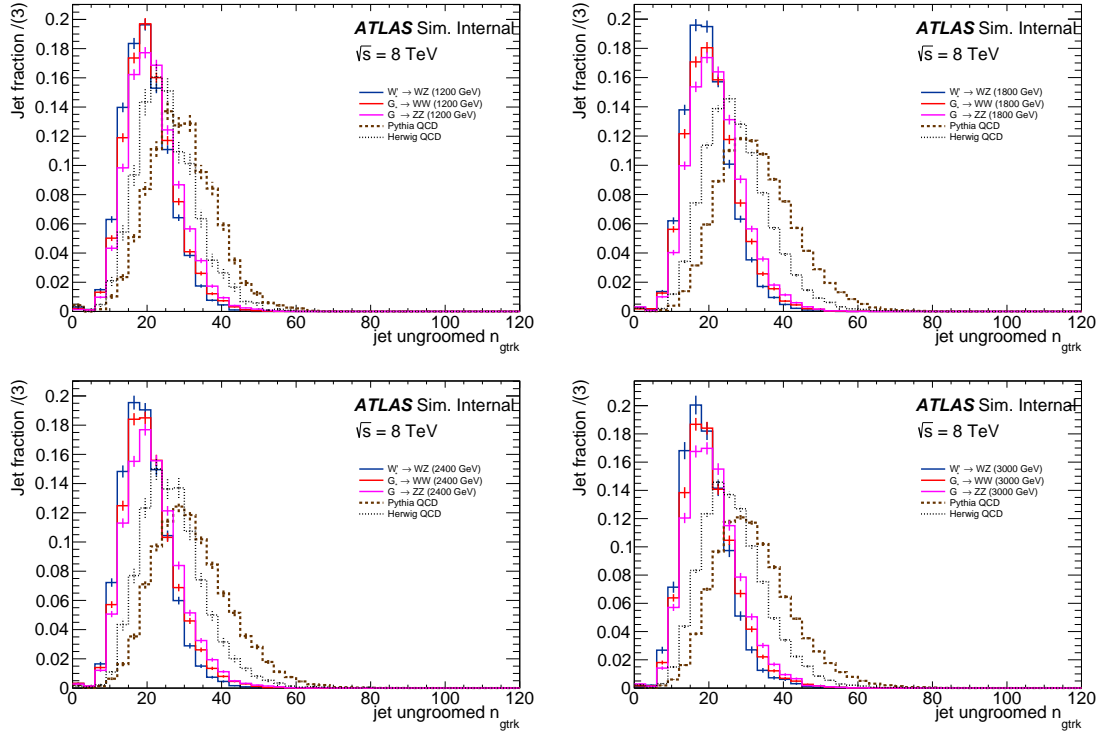 Jet fraction /(3)
0.2
0.18
0.16
0.14
0.12
0.1
0.08
0.06
0.04
0.02
0
ATLAS Sim. Internal
√s = 8 TeV
W' → WZ (1200 GeV)
G → WW (1200 GeV)
G → ZZ (1200 GeV)
Pythia QCD
Herwig QCD
0 20 40 60 80 100 120
jet ungroomed n_gtrk
Jet fraction /(3)
0.2
0.18
0.16
0.14
0.12
0.1
0.08
0.06
0.04
0.02
0
ATLAS Sim. Internal
√s = 8 TeV
W' → WZ (1800 GeV)
G → WW (1800 GeV)
G → ZZ (1800 GeV)
Pythia QCD
Herwig QCD
0 20 40 60 80 100 120
jet ungroomed n_gtrk
Jet fraction /(3)
0.2
0.18
0.16
0.14
0.12
0.1
0.08
0.06
0.04
0.02
0
ATLAS Sim. Internal
√s = 8 TeV
W' → WZ (2400 GeV)
G → WW (2400 GeV)
G → ZZ (2400 GeV)
Pythia QCD
Herwig QCD
0 20 40 60 80 100 120
jet ungroomed n_gtrk
Jet fraction /(3)
0.2
0.18
0.16
0.14
0.12
0.1
0.08
0.06
0.04
0.02
0
ATLAS Sim. Internal
√s = 8 TeV
W' → WZ (3000 GeV)
G → WW (3000 GeV)
G → ZZ (3000 GeV)
Pythia QCD
Herwig QCD
0 20 40 60 80 100 120
jet ungroomed n_gtrk